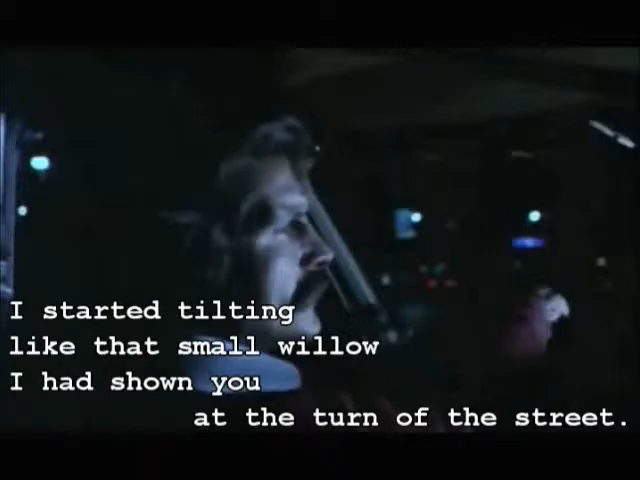 I started tilting
like that small willow
I had shown you
at the turn of the street.